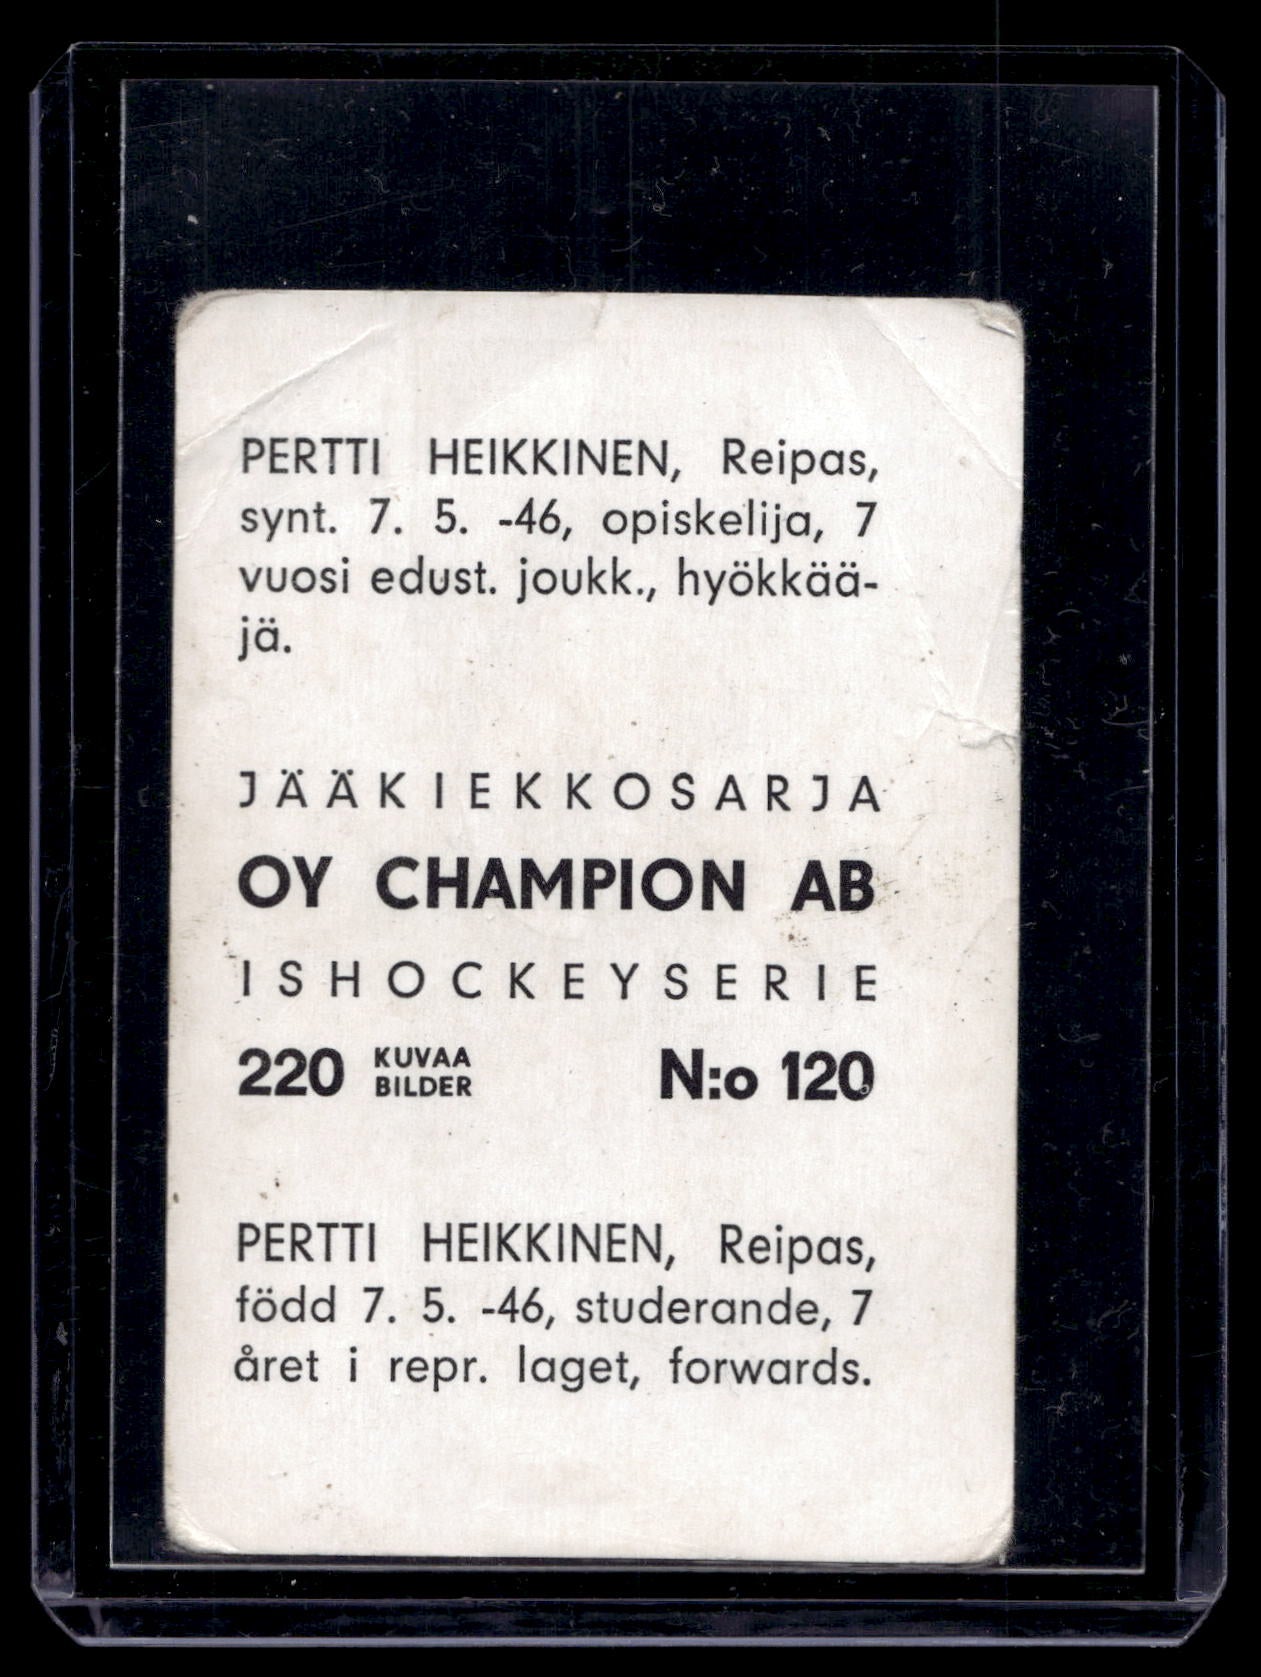 PERTTI HEIKKINEN, Reipas,
synt. 7. 5. -46, opiskelija, 7
vuosi edust. joukk., hyökkää-
jä.
JÄÄKIEKKOSARJA
OY CHAMPION AB
ISHOCKEYSERIE
220 KUVAA BILDER N:o 120
PERTTI HEIKKINEN, Reipas,
född 7. 5. -46, studerande, 7
året i repr. laget, forwards.